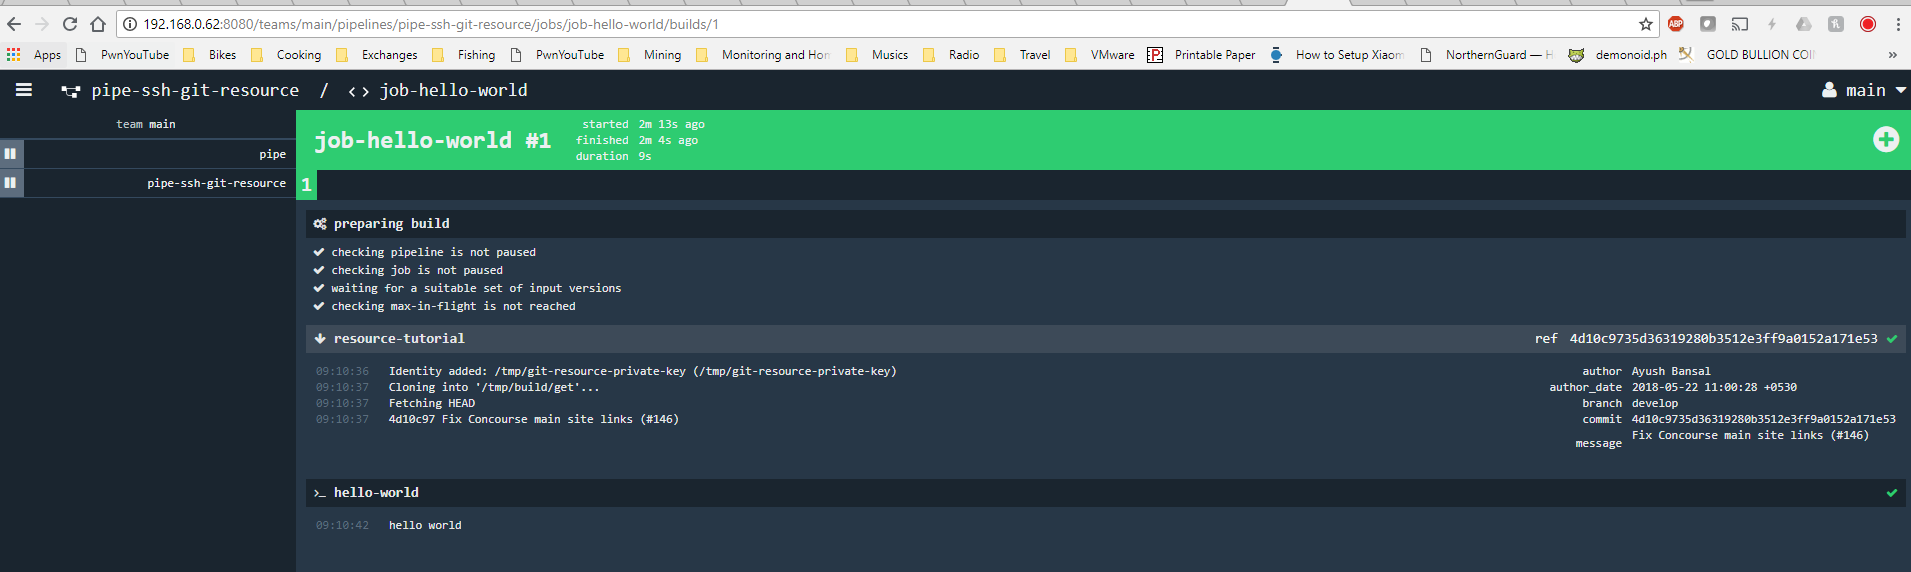 192.168.0.62:8080/teams/main/pipelines/pipe-ssh-git-resource/jobs/job-hello-world/builds/1
ABP
Apps PwnYouTube Bikes Cooking Exchanges Fishing PwnYouTube Mining Monitoring and Hom Musics Radio Travel VMware Printable Paper How to Setup Xiaom NorthernGuard — H demonoid.ph GOLD BULLION COI »
pipe-ssh-git-resource / <> job-hello-world main
team main
pipe
pipe-ssh-git-resource
job-hello-world #1
started 2m 13s ago
finished 2m 4s ago
duration 9s
1
preparing build
checking pipeline is not paused
checking job is not paused
waiting for a suitable set of input versions
checking max-in-flight is not reached
resource-tutorial ref 4d10c9735d36319280b3512e3ff9a0152a171e53
09:10:36 Identity added: /tmp/git-resource-private-key (/tmp/git-resource-private-key)
09:10:37 Cloning into '/tmp/build/get'...
09:10:37 Fetching HEAD
09:10:37 4d10c97 Fix Concourse main site links (#146)
author Ayush Bansal
author_date 2018-05-22 11:00:28 +0530
branch develop
commit 4d10c9735d36319280b3512e3ff9a0152a171e53
message Fix Concourse main site links (#146)
>_ hello-world
09:10:42 hello world